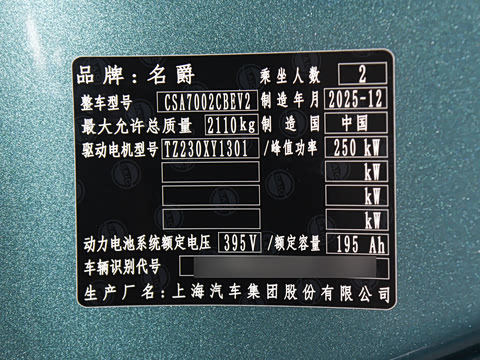 品牌：名爵 乘坐人数 2
整车型号 CSA7002CBEV2 制造年月 2025-12
最大允许总质量 2110kg 制造国 中国
驱动电机型号 TZ230XY1301 /峰值功率 250 kW
kW
kW
kW
动力电池系统额定电压 395V /额定容量 195 Ah
车辆识别代号
生产厂名：上海汽车集团股份有限公司